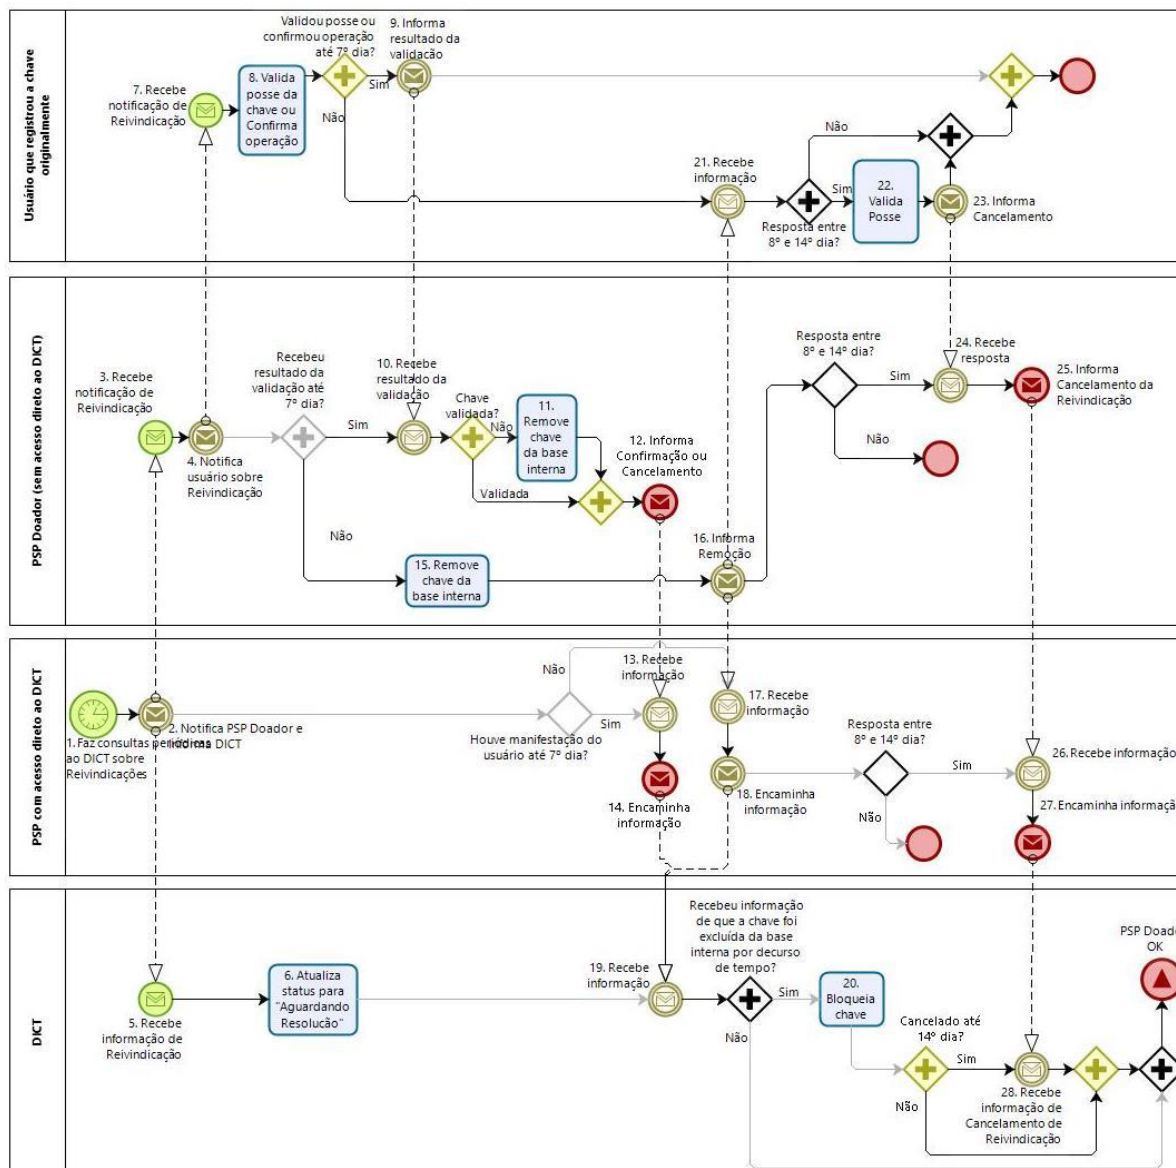 Usuário que registrou a chave
originalmente
Validou posse ou
confirmou operação
até 7º dia?
9. Informa
resultado da
validação
7. Recebe
notificação de
Reivindicação
8. Valida
posse da
chave ou
Confirma
operação
Sim
Não
21. Recebe
informação
Não
Sim
Resposta entre
8º e 14º dia?
22.
Valida
Posse
23. Informa
Cancelamento
PSP Doador (sem acesso direto ao DICT)
3. Recebe
notificação de
Reivindicação
4. Notifica
usuário sobre
Reivindicação
Recebeu
resultado da
validação até
7º dia?
Sim
Não
10. Recebe
resultado da
validação
Chave
validada?
Não
Validada
11.
Remove
chave
da base
interna
12. Informa
Confirmação ou
Cancelamento
15. Remove
chave da
base interna
16. Informa
Remoção
Resposta entre
8º e 14º dia?
Sim
Não
24. Recebe
resposta
25. Informa
Cancelamento da
Reivindicação
PSP com acesso direto ao DICT
1. Faz consultas periódicas
ao DICT sobre
Reivindicações
2. Notifica PSP Doador e
informa DICT
Não
Sim
Houve manifestação do
usuário até 7º dia?
13. Recebe
informação
14. Encaminha
informação
17. Recebe
informação
18. Encaminha
informação
Resposta entre
8º e 14º dia?
Sim
Não
26. Recebe informação
27. Encaminha informaçã
DICT
5. Recebe
informação de
Reivindicação
6. Atualiza
status para
"Aguardando
Resolução"
19. Recebe
informação
Recebeu informação
de que a chave foi
excluída da base
interna por decurso
de tempo?
Sim
Não
20.
Bloqueia
chave
Cancelado até
14º dia?
Sim
Não
28. Recebe
informação de
Cancelamento de
Reivindicação
PSP Doad
OK